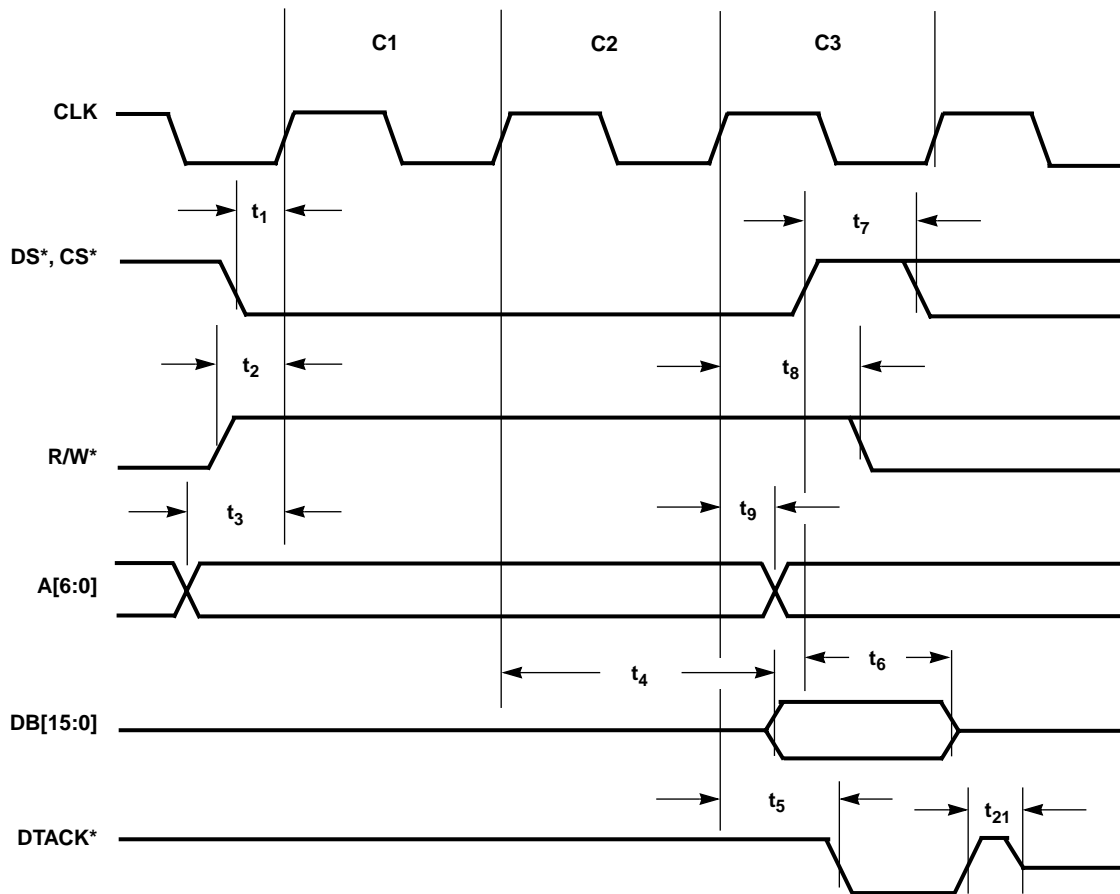 C1 C2 C3
CLK
t1 t7
DS*, CS*
t2 t8
R/W*
t3 t9
A[6:0]
t4 t6
DB[15:0]
t5 t21
DTACK*